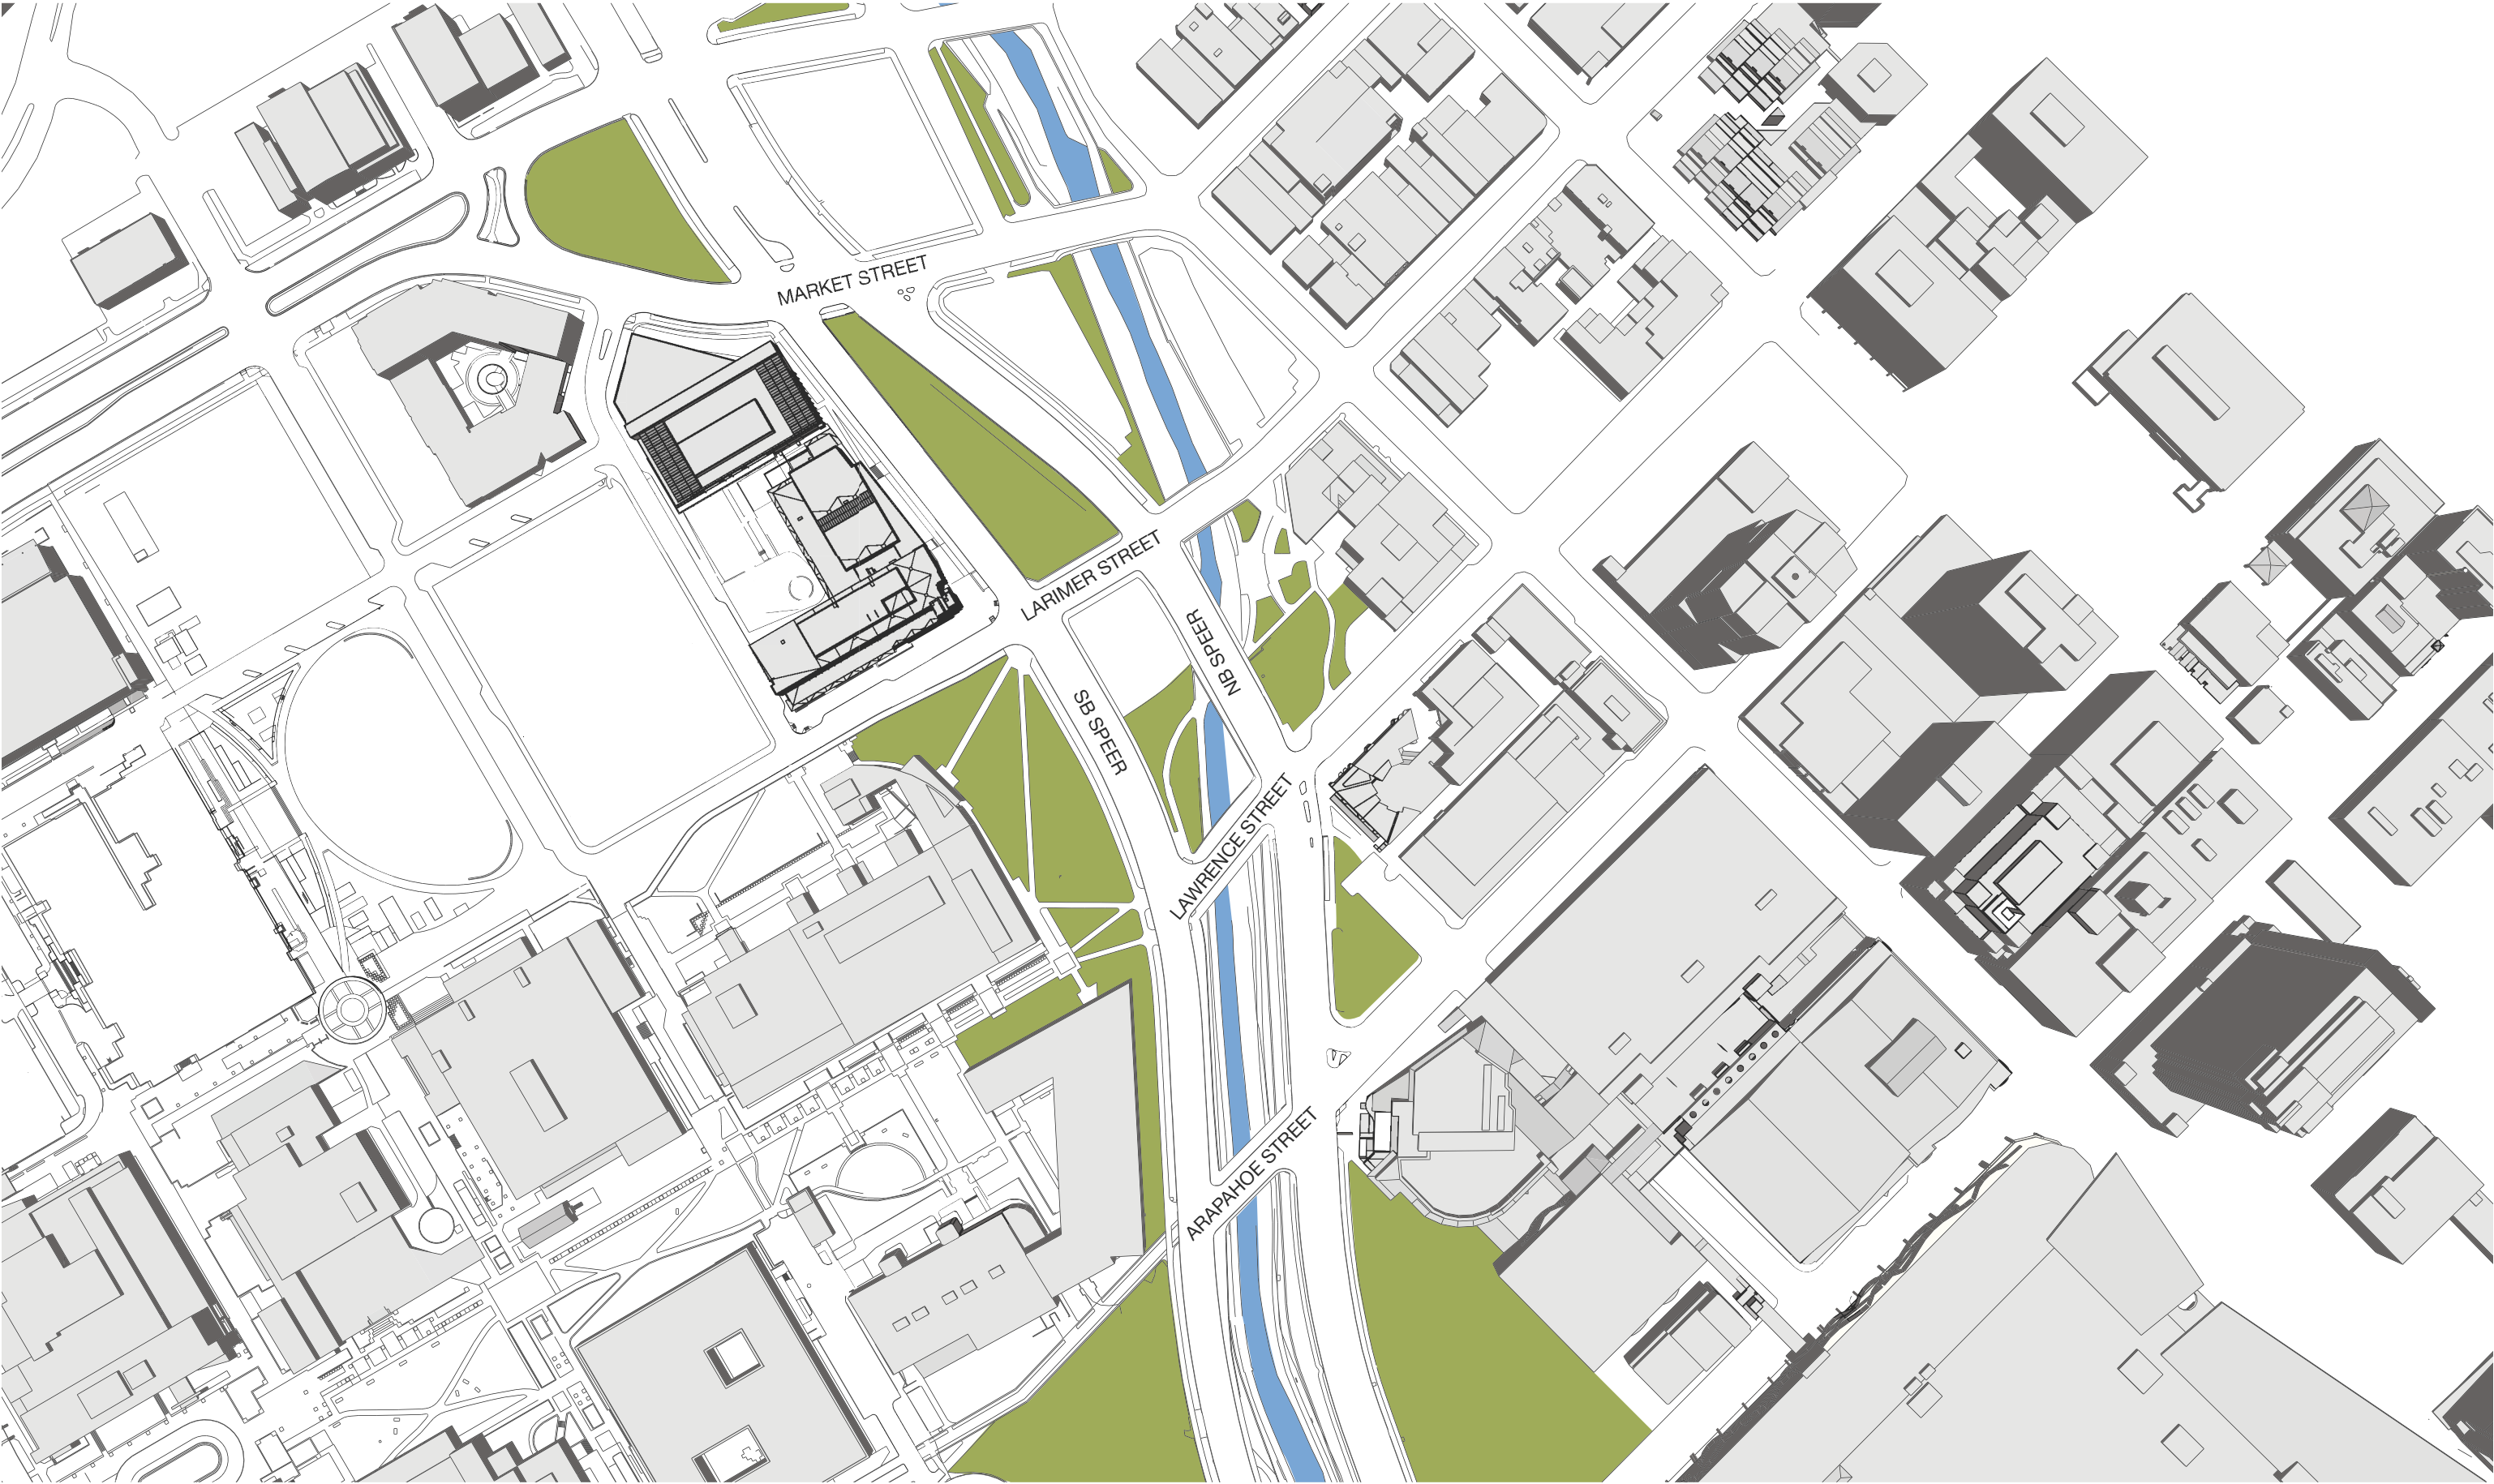 MARKET STREET
LARIMER STREET
NB SPEER
SB SPEER
LAWRENCE STREET
ARAPAHOE STREET